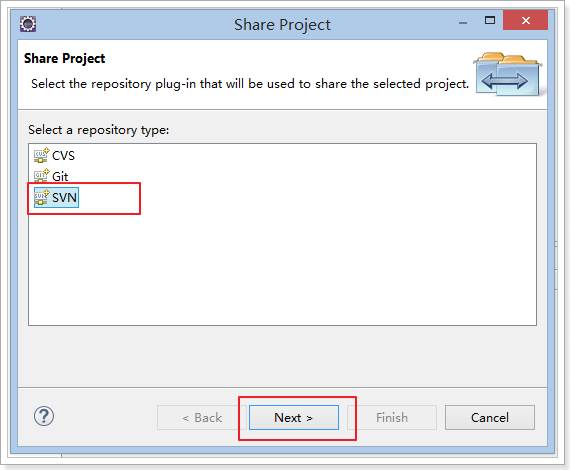 Share Project
Share Project
Select the repository plug-in that will be used to share the selected project.
Select a repository type:
CVS
Git
SVN
< Back
Next >
Finish
Cancel